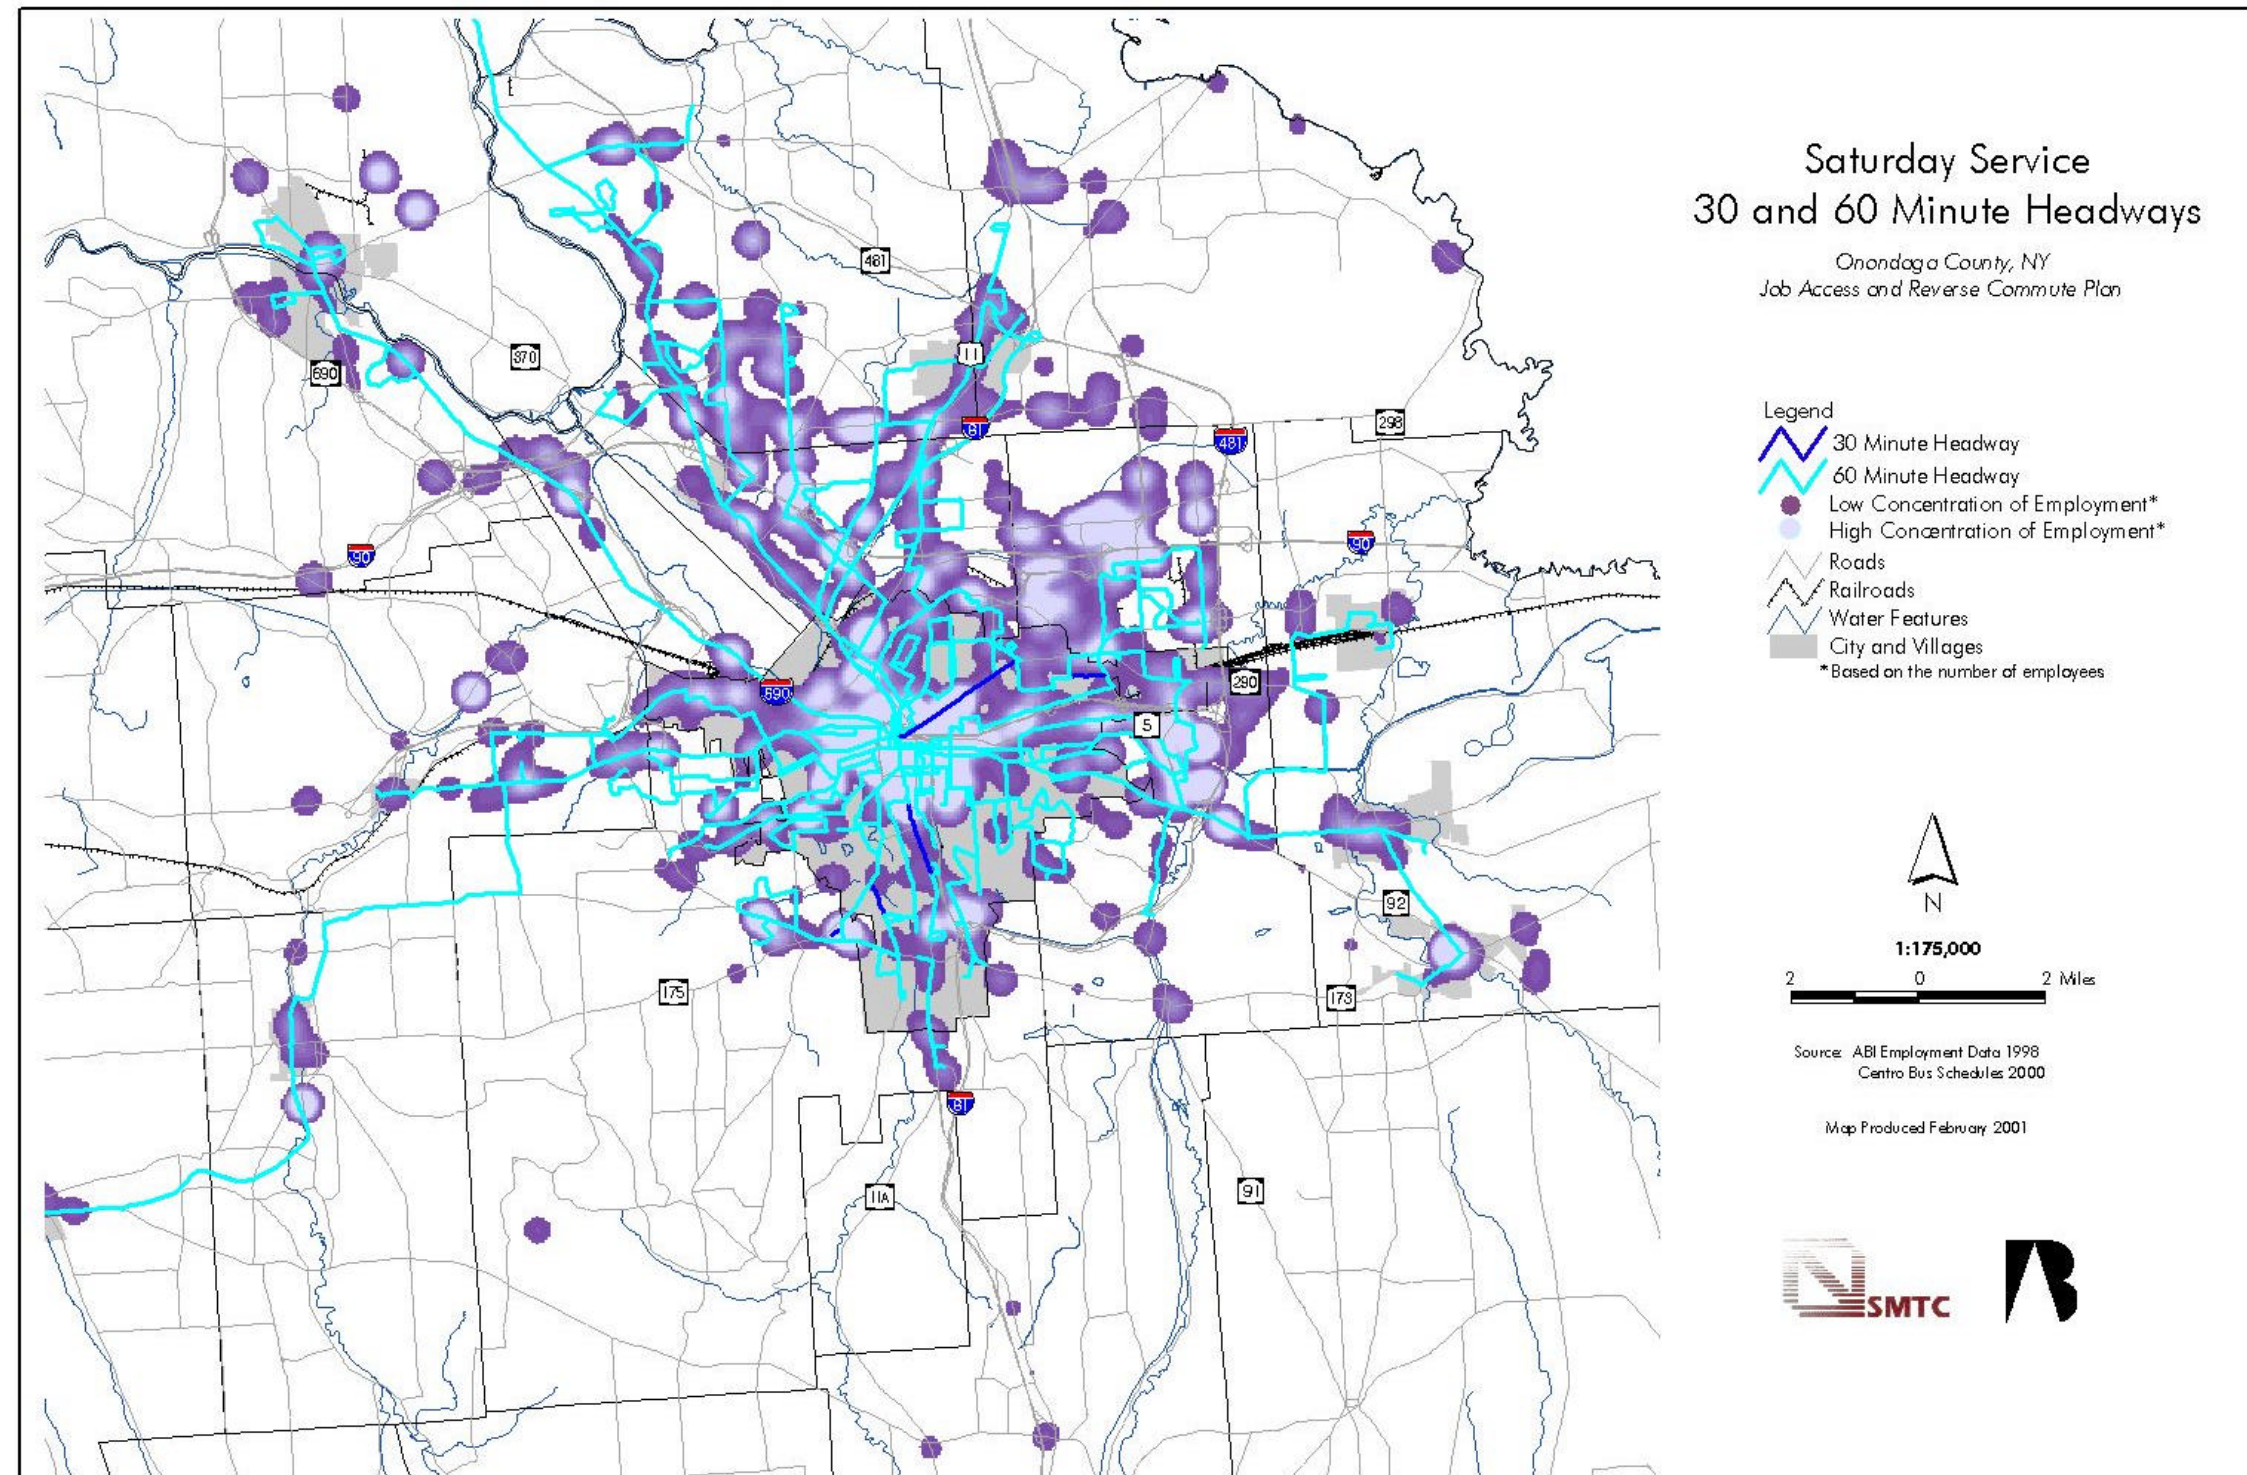 Saturday Service
30 and 60 Minute Headways
Onondaga County, NY
Job Access and Reverse Commute Plan
Legend
30 Minute Headway
60 Minute Headway
Low Concentration of Employment*
High Concentration of Employment*
Roads
Railroads
Water Features
City and Villages
*Based on the number of employees
N
1:175,000
2 0 2 Miles
Source: ABI Employment Data 1998
Centro Bus Schedules 2000
Map Produced February 2001
SMTC
481
370
11
690
81
298
481
90
90
290
690
5
92
175
173
81
11A
91